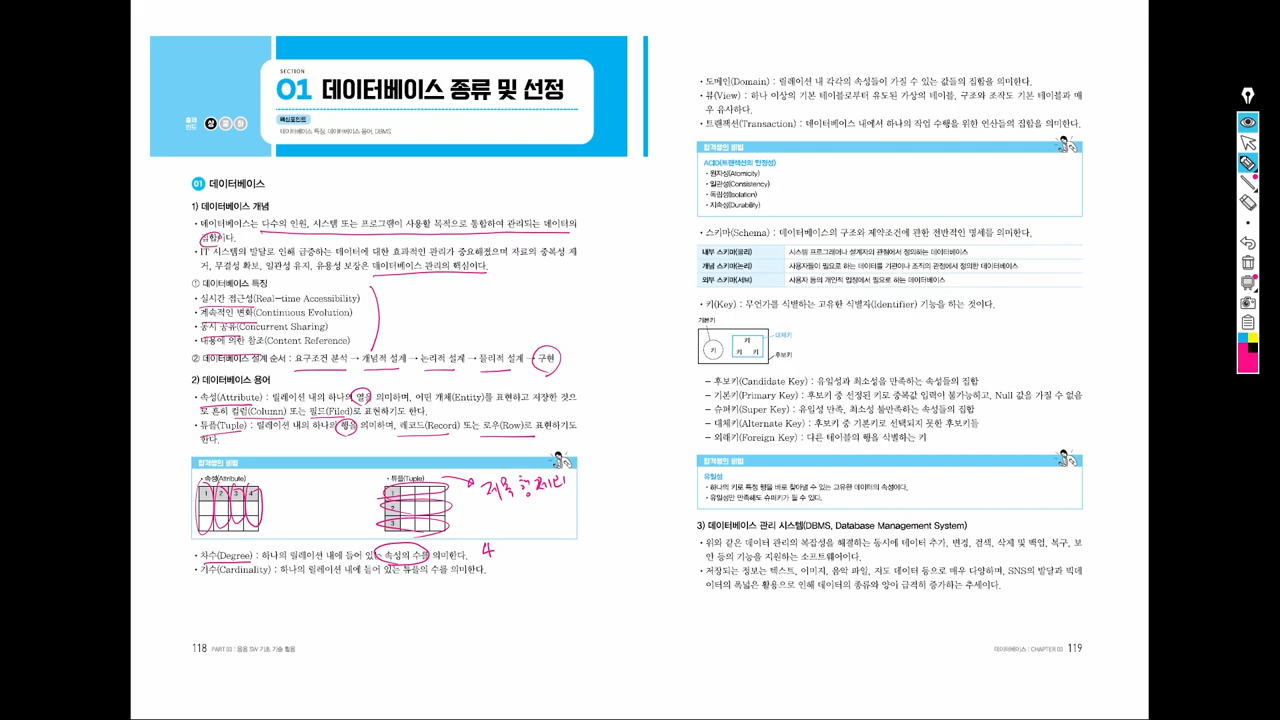 SECTION
01 데이터베이스 종류 및 선정
출제
빈도
상 중 하
핵심포인트
데이터베이스 특징, 데이터베이스 용어, DBMS
01 데이터베이스
1) 데이터베이스 개념
• 데이터베이스는 다수의 인원, 시스템 또는 프로그램이 사용할 목적으로 통합하여 관리되는 데이터의
집합이다.
• IT 시스템의 발달로 인해 급증하는 데이터에 대한 효과적인 관리가 중요해졌으며 자료의 중복성 제
거, 무결성 확보, 일관성 유지, 유용성 보장은 데이터베이스 관리의 핵심이다.
① 데이터베이스 특징
• 실시간 접근성(Real-time Accessibility)
• 계속적인 변화(Continuous Evolution)
• 동시 공유(Concurrent Sharing)
• 내용에 의한 참조(Content Reference)
② 데이터베이스 설계 순서 : 요구조건 분석 → 개념적 설계 → 논리적 설계 → 물리적 설계 → 구현
2) 데이터베이스 용어
• 속성(Attribute) : 릴레이션 내의 하나의 열을 의미하며, 어떤 개체(Entity)를 표현하고 저장한 것으
로 흔히 컬럼(Column) 또는 필드(Filed)로 표현하기도 한다.
• 튜플(Tuple) : 릴레이션 내의 하나의 행을 의미하며, 레코드(Record) 또는 로우(Row)로 표현하기도
한다.
합격생의 비법
• 속성(Attribute)
1 2 3 4
• 튜플(Tuple)
1
2
3
제목 행 제외
• 차수(Degree) : 하나의 릴레이션 내에 들어 있는 속성의 수를 의미한다. 4
• 기수(Cardinality) : 하나의 릴레이션 내에 들어 있는 튜플의 수를 의미한다.
118 PART 03 : 응용 SW 기초 기술 활용
• 도메인(Domain) : 릴레이션 내 각각의 속성들이 가질 수 있는 값들의 집합을 의미한다.
• 뷰(View) : 하나 이상의 기본 테이블로부터 유도된 가상의 테이블, 구조와 조작도 기본 테이블과 매
우 유사하다.
• 트랜잭션(Transaction) : 데이터베이스 내에서 하나의 작업 수행을 위한 연산들의 집합을 의미한다.
합격생의 비법
ACID(트랜잭션의 안정성)
• 원자성(Atomicity)
• 일관성(Consistency)
• 독립성(Isolation)
• 지속성(Durability)
• 스키마(Schema) : 데이터베이스의 구조와 제약조건에 관한 전반적인 명세를 의미한다.
내부 스키마(물리) 시스템 프로그래머나 설계자의 관점에서 정의하는 데이터베이스
개념 스키마(논리) 사용자들이 필요로 하는 데이터를 기관이나 조직의 관점에서 정의한 데이터베이스
외부 스키마(서브) 사용자 등의 개인적 입장에서 필요로 하는 데이터베이스
• 키(Key) : 무언가를 식별하는 고유한 식별자(Identifier) 기능을 하는 것이다.
기본키
키
키
키 키
대체키
후보키
– 후보키(Candidate Key) : 유일성과 최소성을 만족하는 속성들의 집합
– 기본키(Primary Key) : 후보키 중 선정된 키로 중복값 입력이 불가능하고, Null 값을 가질 수 없음
– 슈퍼키(Super Key) : 유일성 만족, 최소성 불만족하는 속성들의 집합
– 대체키(Alternate Key) : 후보키 중 기본키로 선택되지 못한 후보키들
– 외래키(Foreign Key) : 다른 테이블의 행을 식별하는 키
합격생의 비법
유일성
• 하나의 키로 특정 행을 바로 찾아낼 수 있는 고유한 데이터의 속성이다.
• 유일성만 만족해도 슈퍼키가 될 수 있다.
3) 데이터베이스 관리 시스템(DBMS, Database Management System)
• 위와 같은 데이터 관리의 복잡성을 해결하는 동시에 데이터 추가, 변경, 검색, 삭제 및 백업, 복구, 보
안 등의 기능을 지원하는 소프트웨어이다.
• 저장되는 정보는 텍스트, 이미지, 음악 파일, 지도 데이터 등으로 매우 다양하며, SNS의 발달과 빅데
이터의 폭넓은 활용으로 인해 데이터의 종류와 양이 급격히 증가하는 추세이다.
데이터베이스 : CHAPTER 03 119